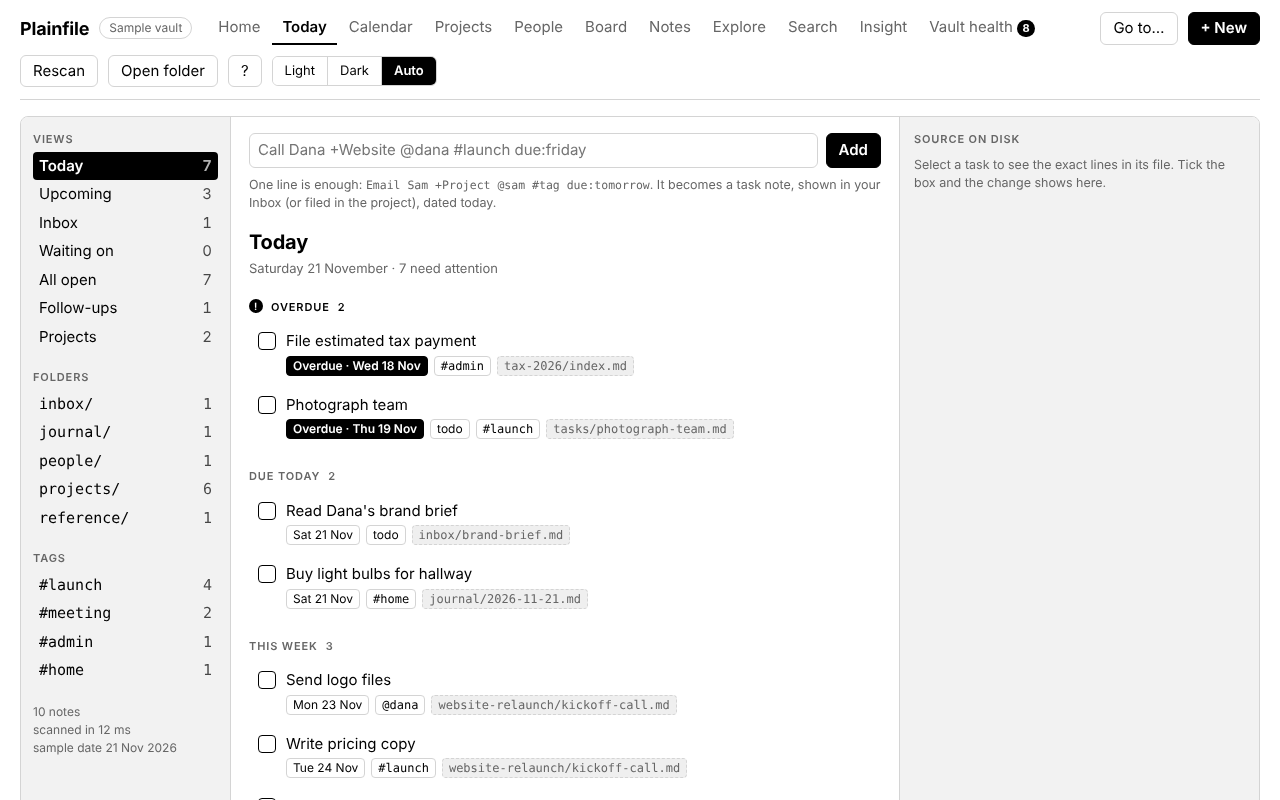 Plainfile Sample vault Home Today Calendar Projects People Board Notes Explore Search Insight Vault health 8 Go to... + New
Rescan Open folder ? Light Dark Auto
VIEWS
Today 7
Upcoming 3
Inbox 1
Waiting on 0
All open 7
Follow-ups 1
Projects 2
FOLDERS
inbox/ 1
journal/ 1
people/ 1
projects/ 6
reference/ 1
TAGS
#launch 4
#meeting 2
#admin 1
#home 1
10 notes
scanned in 12 ms
sample date 21 Nov 2026
Call Dana +Website @dana #launch due:friday Add
One line is enough: Email Sam +Project @sam #tag due:tomorrow. It becomes a task note, shown in your
Inbox (or filed in the project), dated today.
Today
Saturday 21 November · 7 need attention
! OVERDUE 2
File estimated tax payment
Overdue · Wed 18 Nov #admin tax-2026/index.md
Photograph team
Overdue · Thu 19 Nov todo #launch tasks/photograph-team.md
DUE TODAY 2
Read Dana's brand brief
Sat 21 Nov todo inbox/brand-brief.md
Buy light bulbs for hallway
Sat 21 Nov #home journal/2026-11-21.md
THIS WEEK 3
Send logo files
Mon 23 Nov @dana website-relaunch/kickoff-call.md
Write pricing copy
Tue 24 Nov #launch website-relaunch/kickoff-call.md
SOURCE ON DISK
Select a task to see the exact lines in its file. Tick the
box and the change shows here.